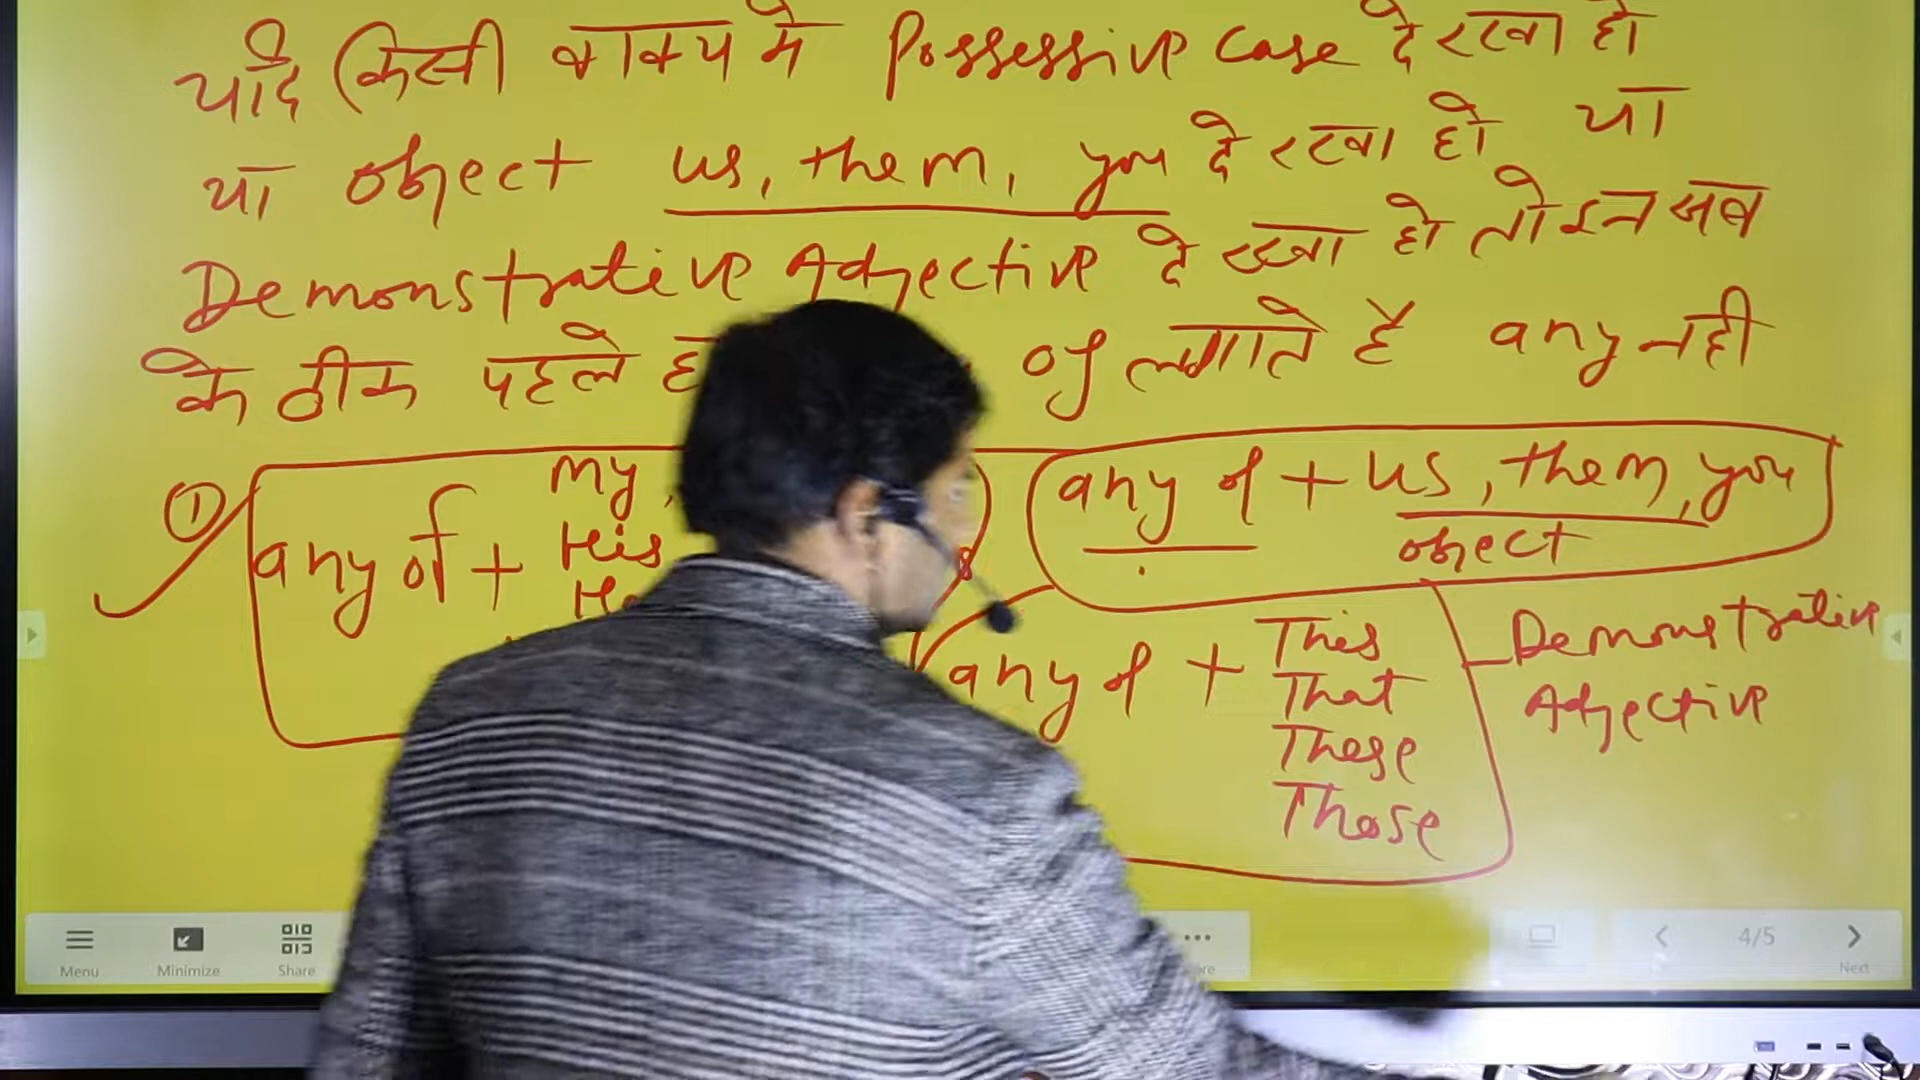 यदि किसी वाक्य में Possessive Case दे रखा हो
या object us, them, you दे रखा हो या
Demonstrative Adjective दे रखा हो तो इन सब
के ठीक पहले of लगाते है any नही
① any of + my,
His
any of + us, them, you
object
any of + This
That
These
Those
Demonstrative
Adjective
Menu
Minimize
Share
4/5
Next